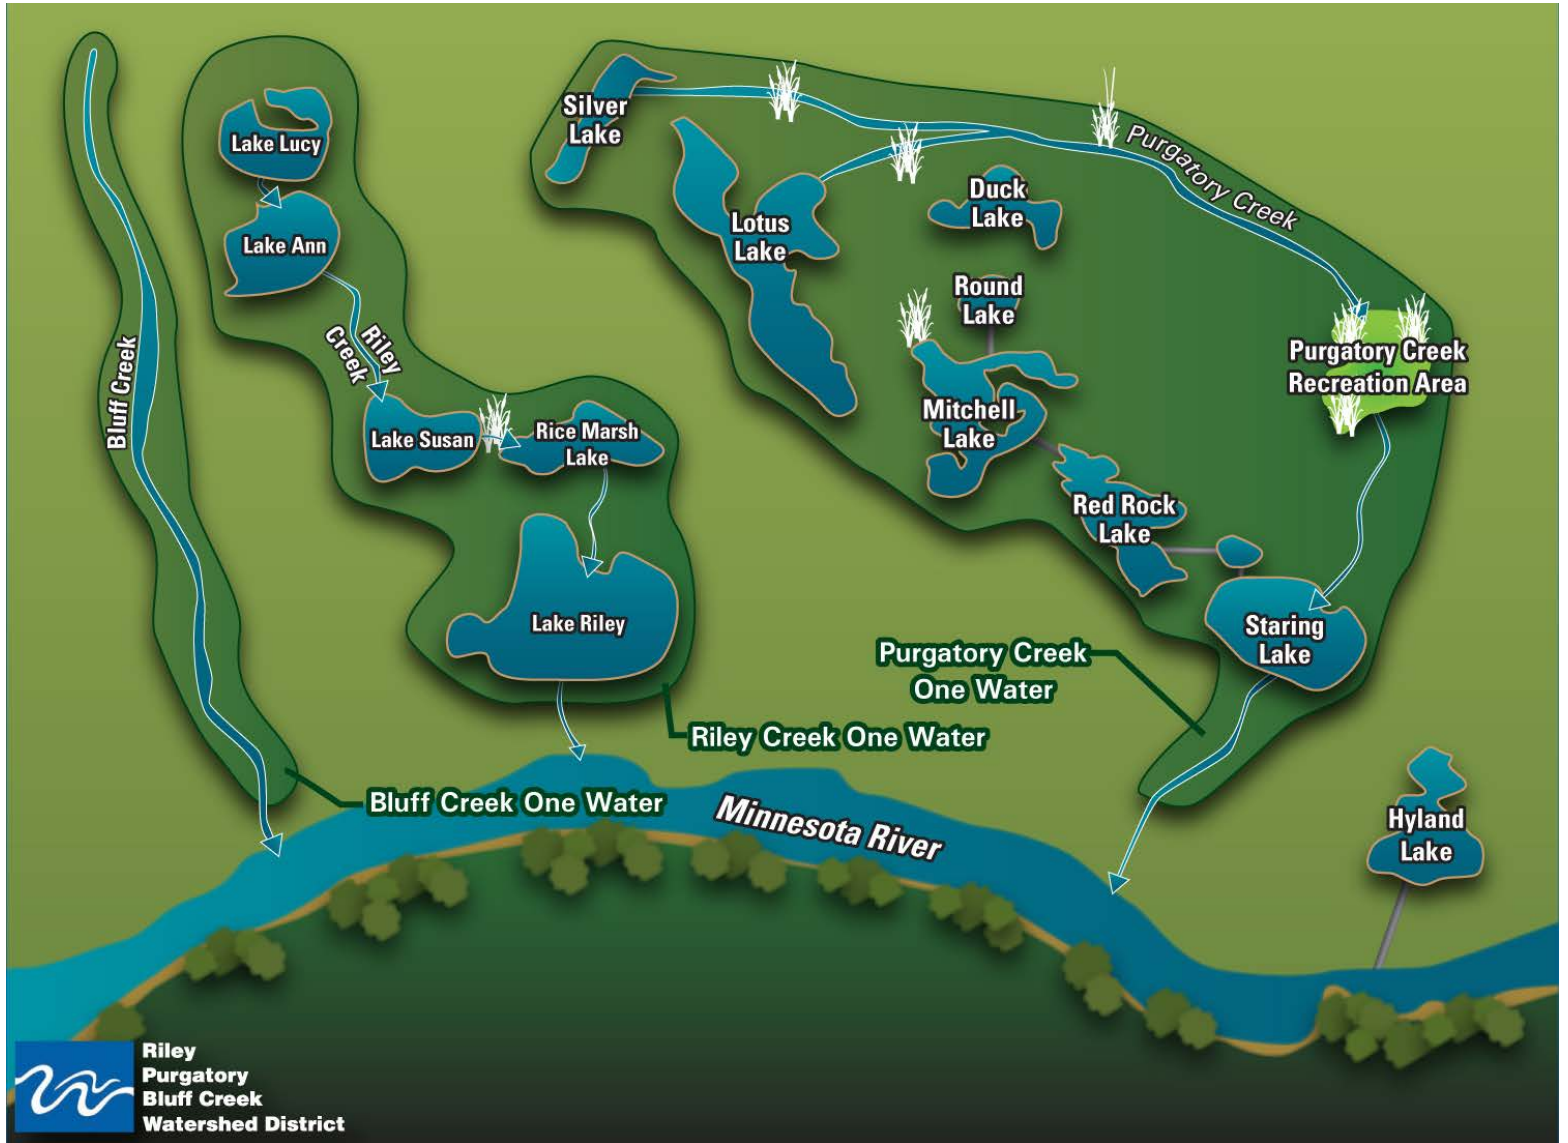 Silver
Lake
Lake Lucy
Purgatory Creek
Duck
Lake
Lotus
Lake
Lake Ann
Round
Lake
Riley
Creek
Bluff Creek
Purgatory Creek
Recreation Area
Mitchell
Lake
Lake Susan
Rice Marsh
Lake
Red Rock
Lake
Lake Riley
Staring
Lake
Purgatory Creek
One Water
Riley Creek One Water
Bluff Creek One Water
Minnesota River
Hyland
Lake
Riley
Purgatory
Bluff Creek
Watershed District